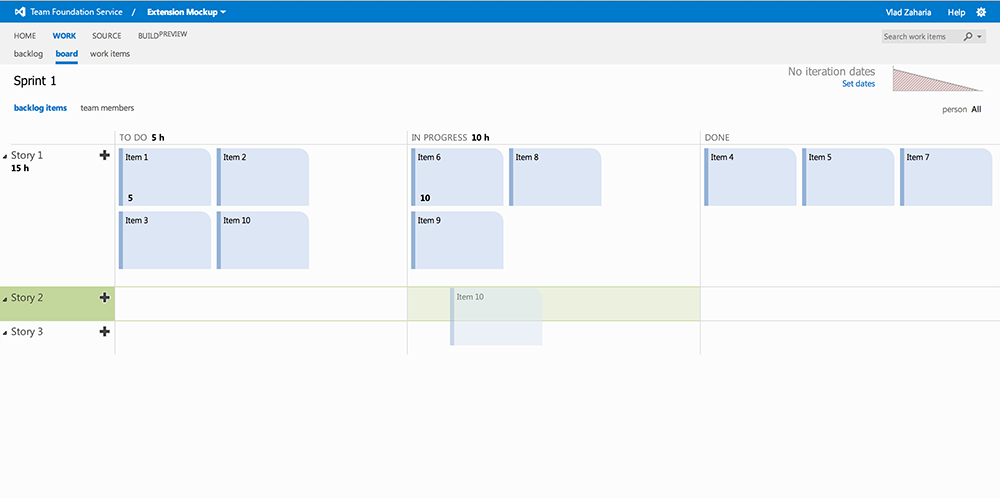 Team Foundation Service / Extension Mockup Vlad Zaharia Help
HOME WORK SOURCE BUILD PREVIEW Search work items
backlog board work items
Sprint 1 No iteration dates
Set dates
backlog items team members person All
TO DO 5 h IN PROGRESS 10 h DONE
Story 1 Item 1 Item 2 Item 6 Item 8 Item 4 Item 5 Item 7
15 h
5 10
Item 3 Item 10 Item 9
Story 2 Item 10
Story 3